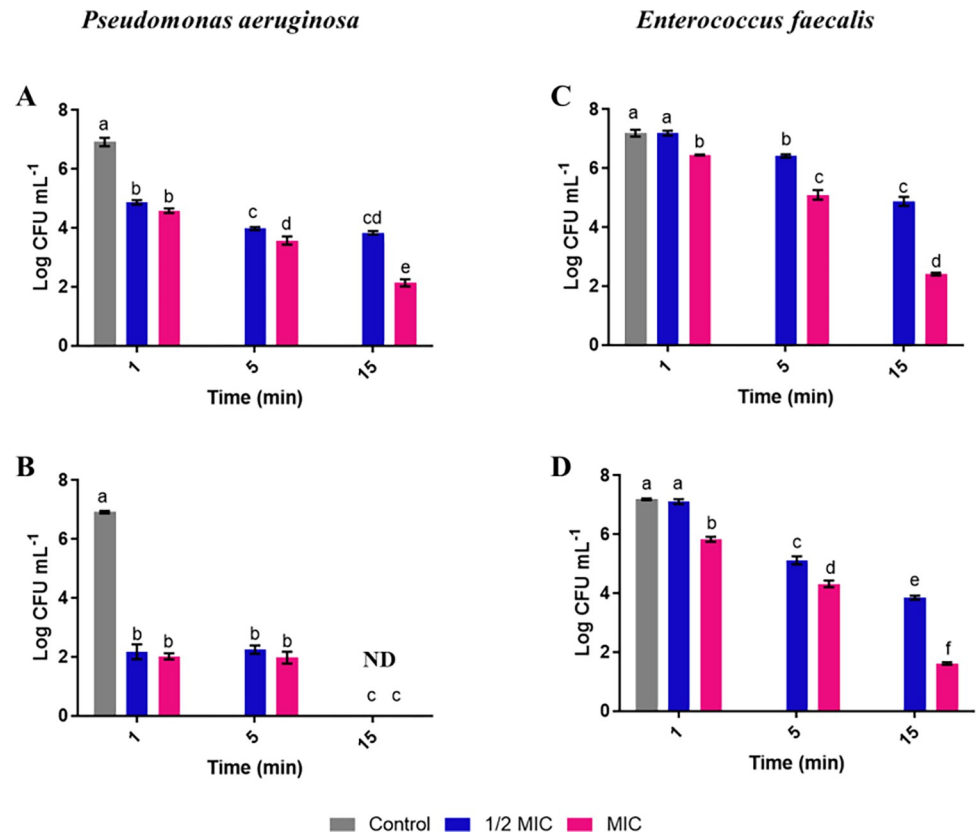 Pseudomonas aeruginosa
Enterococcus faecalis
A
8
6
4
2
0
Log CFU mL⁻¹
a
b b
c d
cd e
1 5 15
Time (min)
C
8
6
4
2
0
Log CFU mL⁻¹
a a b
b c
c d
1 5 15
Time (min)
B
8
6
4
2
0
Log CFU mL⁻¹
a
b b
b b
ND
c c
1 5 15
Time (min)
D
8
6
4
2
0
Log CFU mL⁻¹
a a b
c d
e f
1 5 15
Time (min)
Control 1/2 MIC MIC